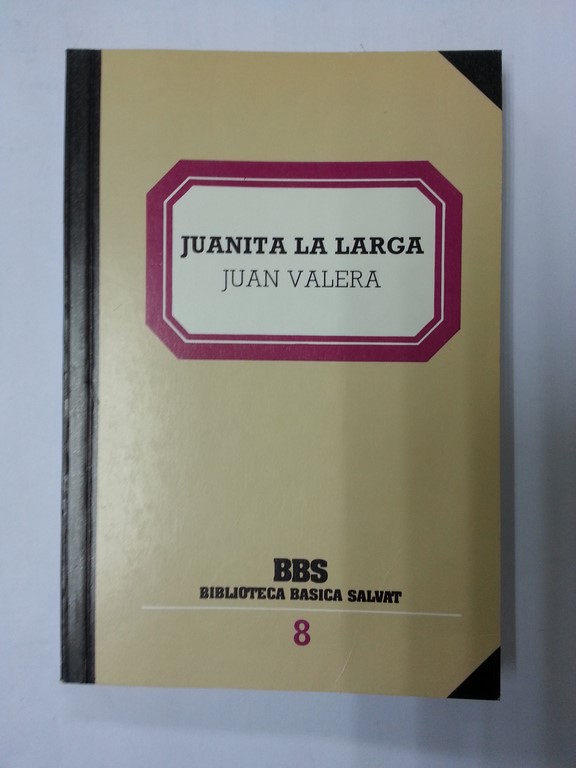 JUANITA LA LARGA
JUAN VALERA
BBS
BIBLIOTECA BASICA SALVAT
8